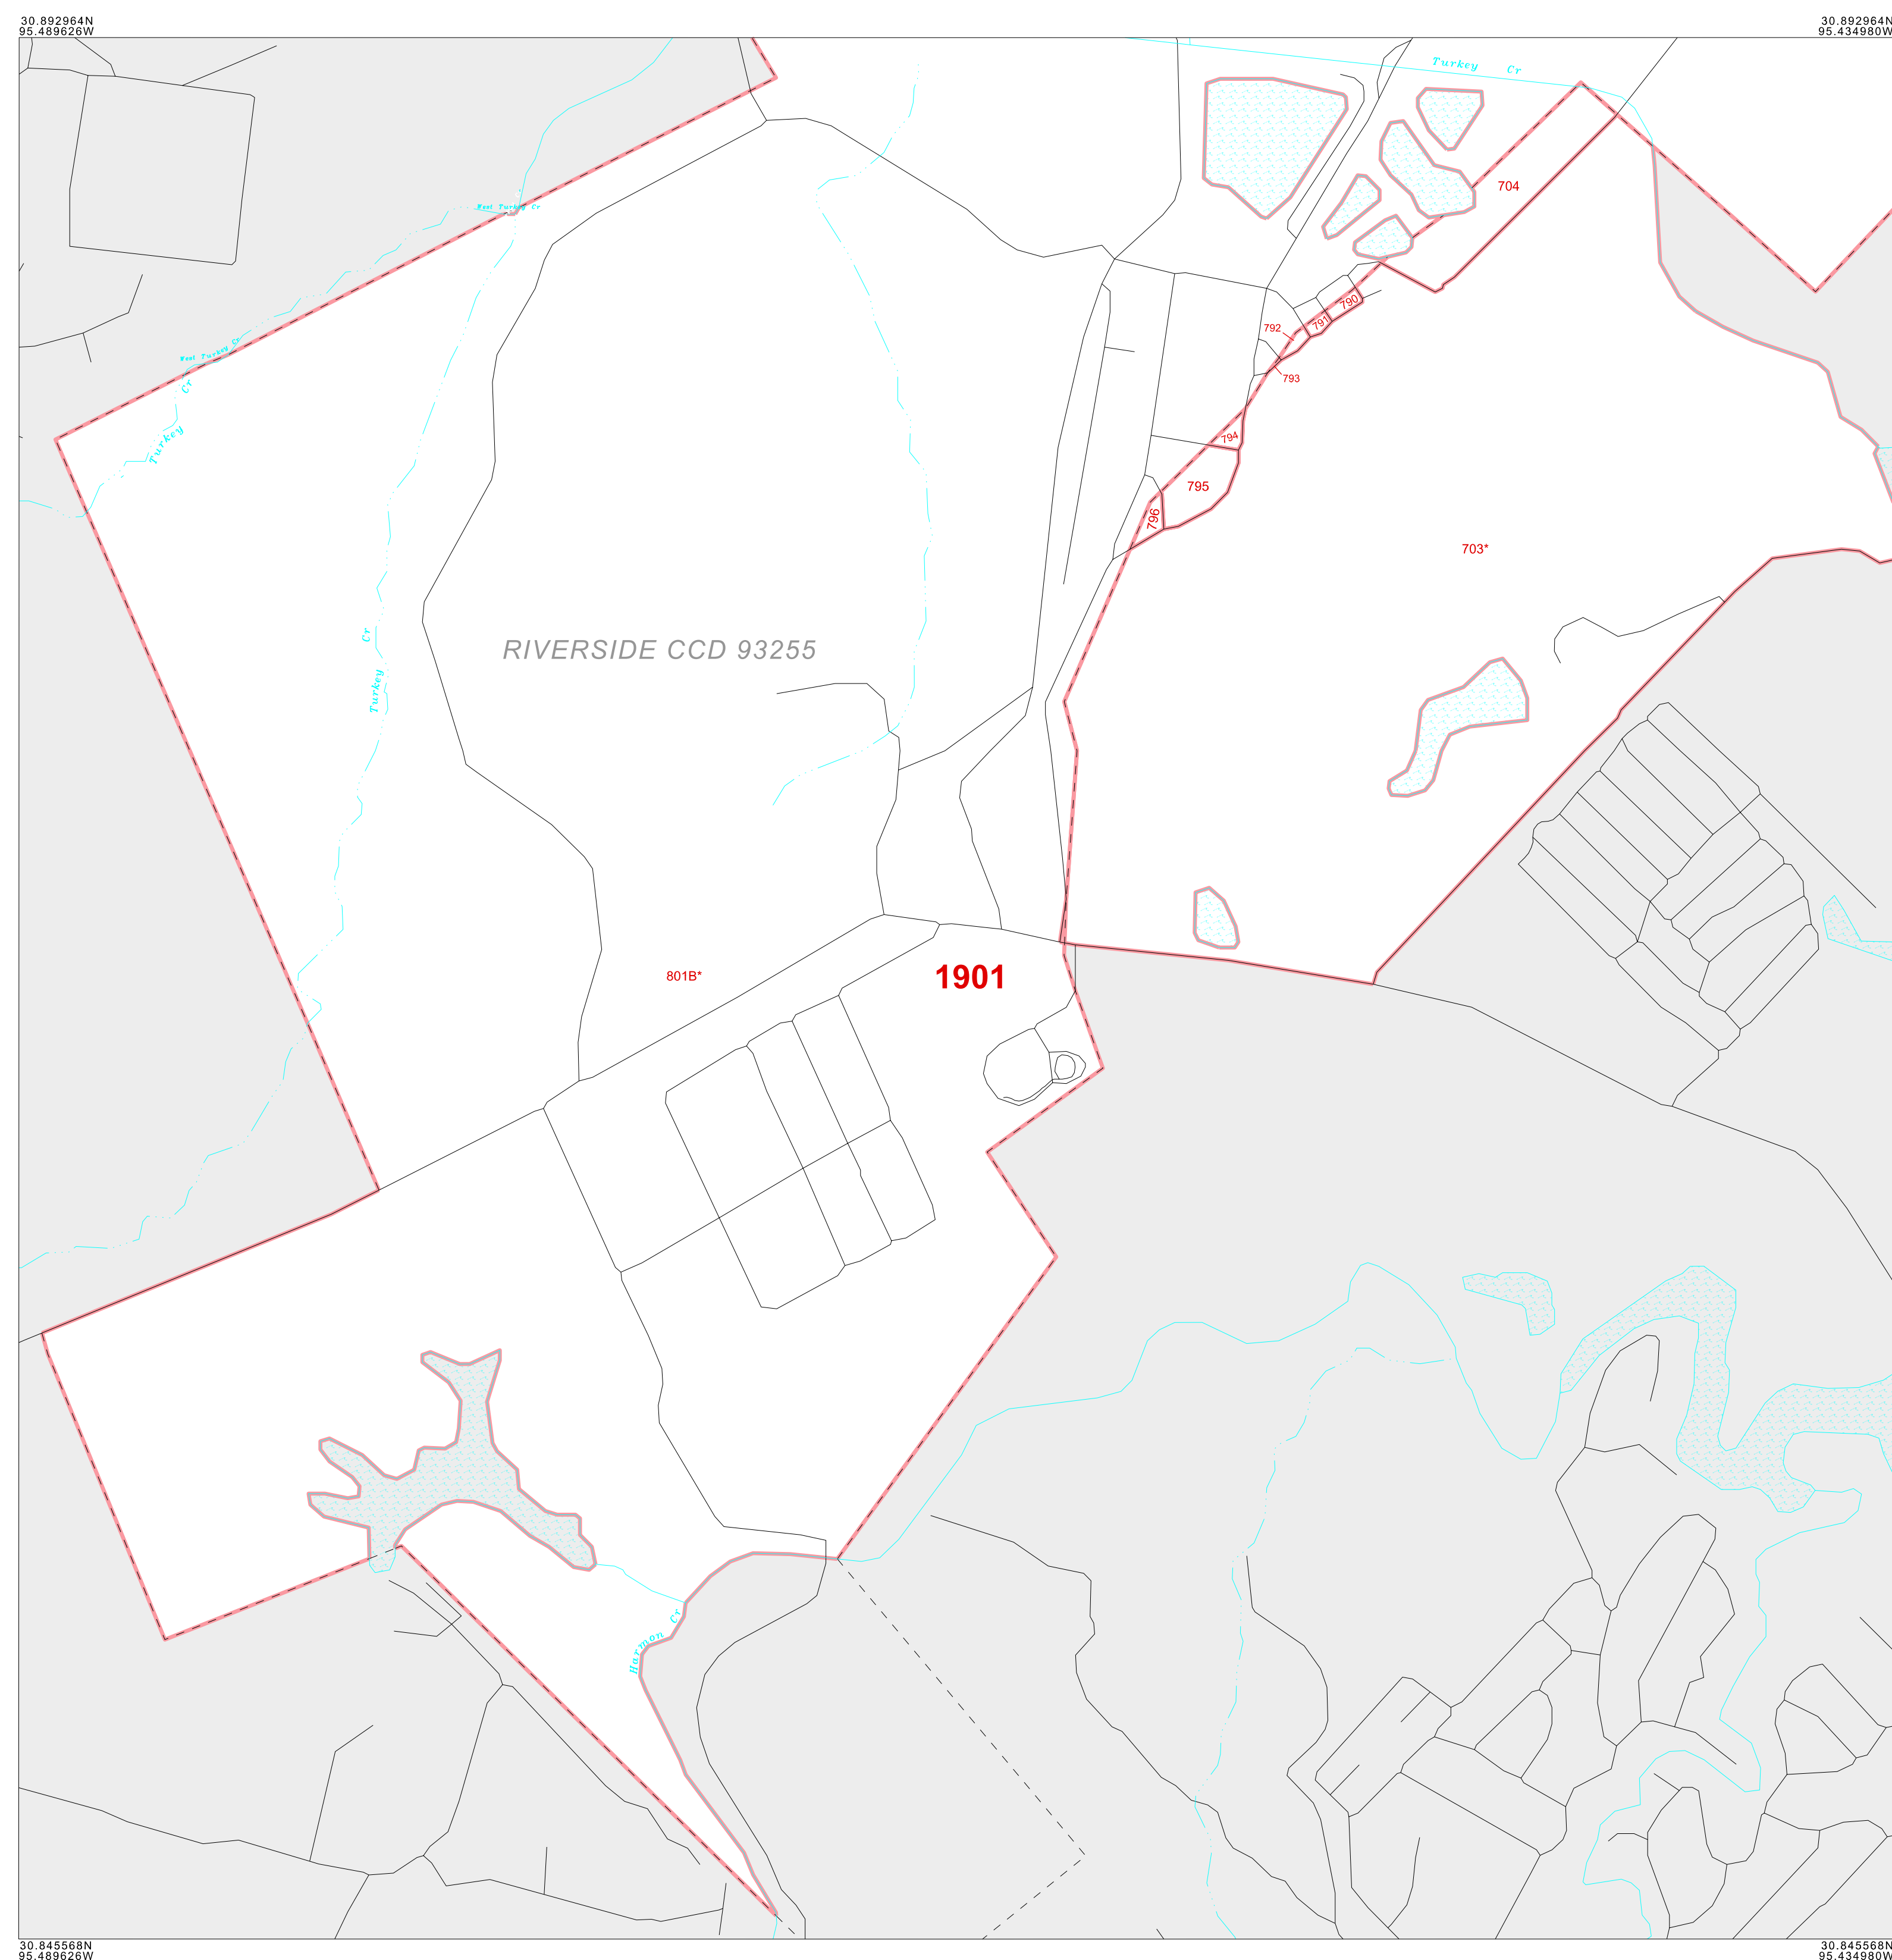 30.892964N
95.489626W
30.892964N
95.434980W
Turkey Cr
704
West Turkey Cr
790
791
792
793
West Turkey Cr
Turkey Cr
794
795
796
703*
Turkey Cr
RIVERSIDE CCD 93255
801B*
1901
Harmon Cr
30.845568N
95.489626W
30.845568N
95.434980W